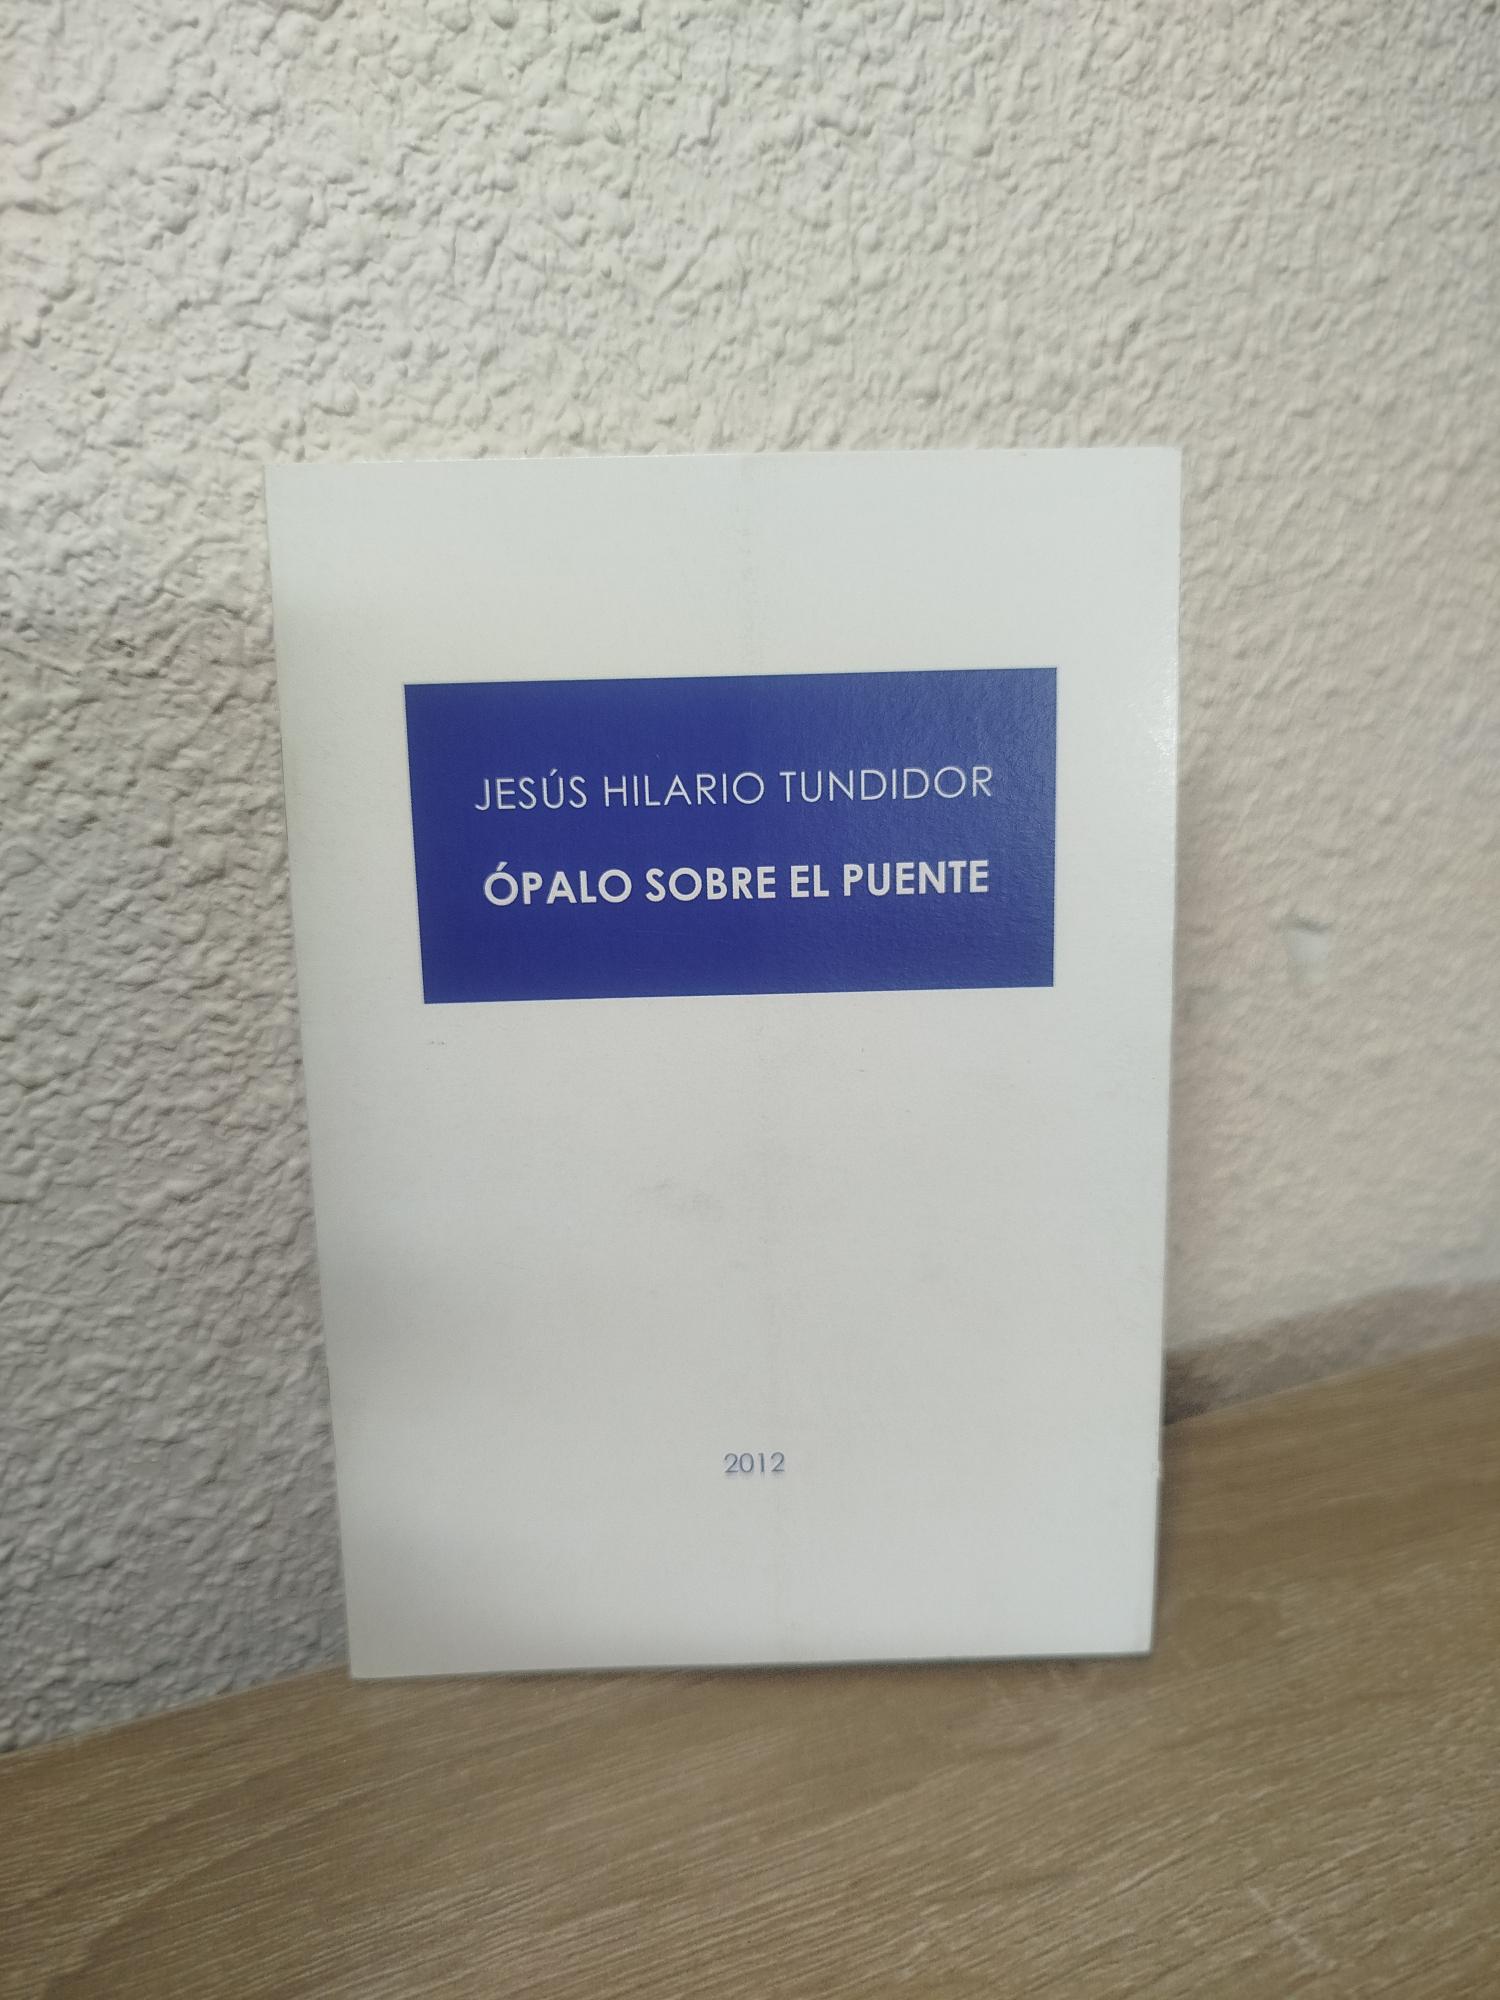 JESÚS HILARIO TUNDIDOR
ÓPALO SOBRE EL PUENTE
2012